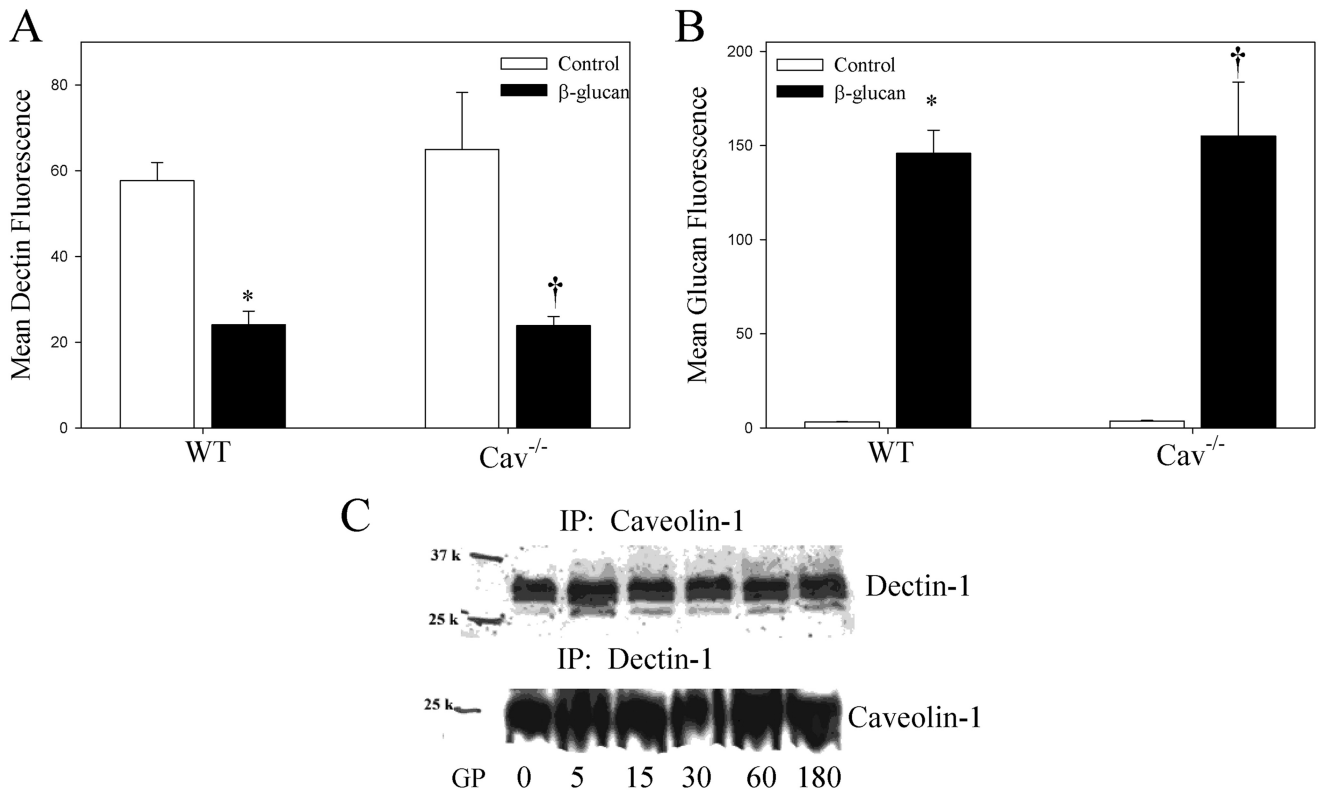 A
Mean Dectin Fluorescence
80
60
40
20
0
Control
β-glucan
*
†
WT
Cav-/-
B
Mean Glucan Fluorescence
200
150
100
50
0
Control
β-glucan
*
†
WT
Cav-/-
C
IP: Caveolin-1
37 k
25 k
Dectin-1
IP: Dectin-1
25 k
Caveolin-1
GP 0 5 15 30 60 180